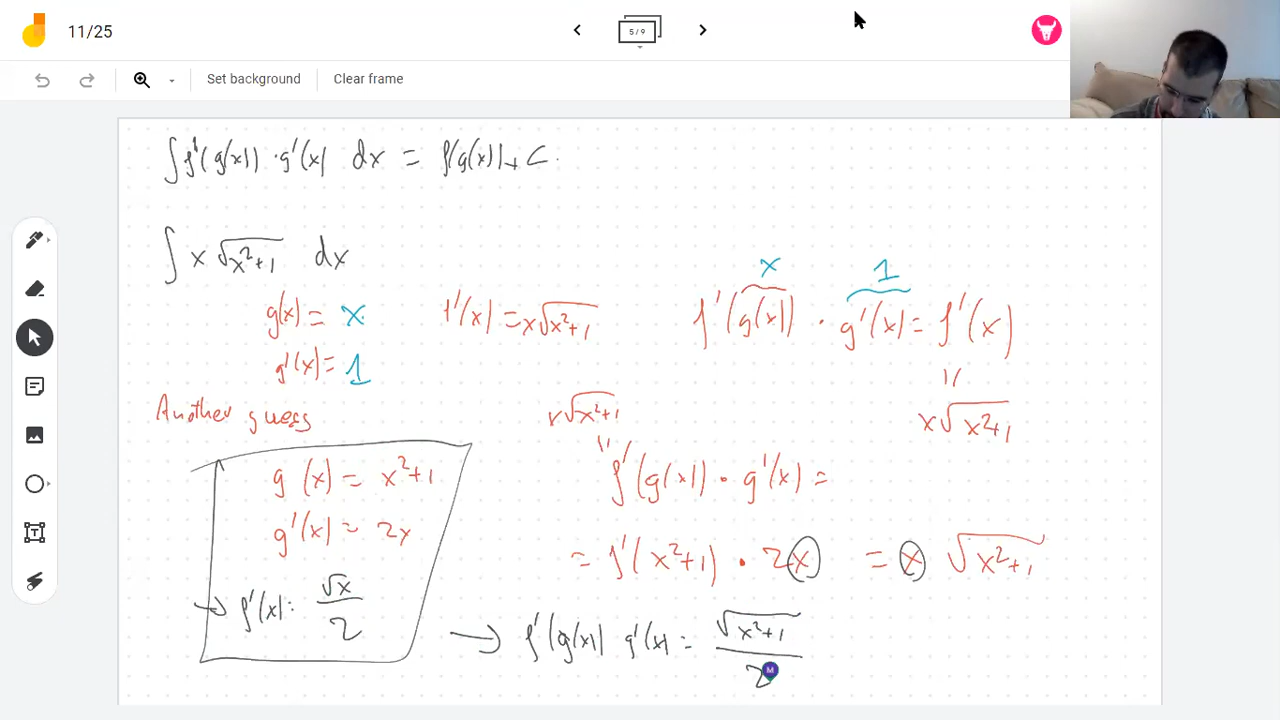 11/25
5 / 9
Set background
Clear frame
∫f'(g(x)) · g'(x) dx = f(g(x)) + C.
∫ x √x²+1 dx
x 1
g(x) = x f'(x) = x√x²+1 f'(g(x)) · g'(x) = f'(x)
g'(x) = 1 "
Another guess x√x²+1 x√x²+1
"
g(x) = x²+1 f'(g(x)) · g'(x) =
g'(x) = 2x = f'(x²+1) · 2x = x √x²+1
→ f'(x): √x/2 → f'(g(x)) g'(x) = √x²+1/2
M